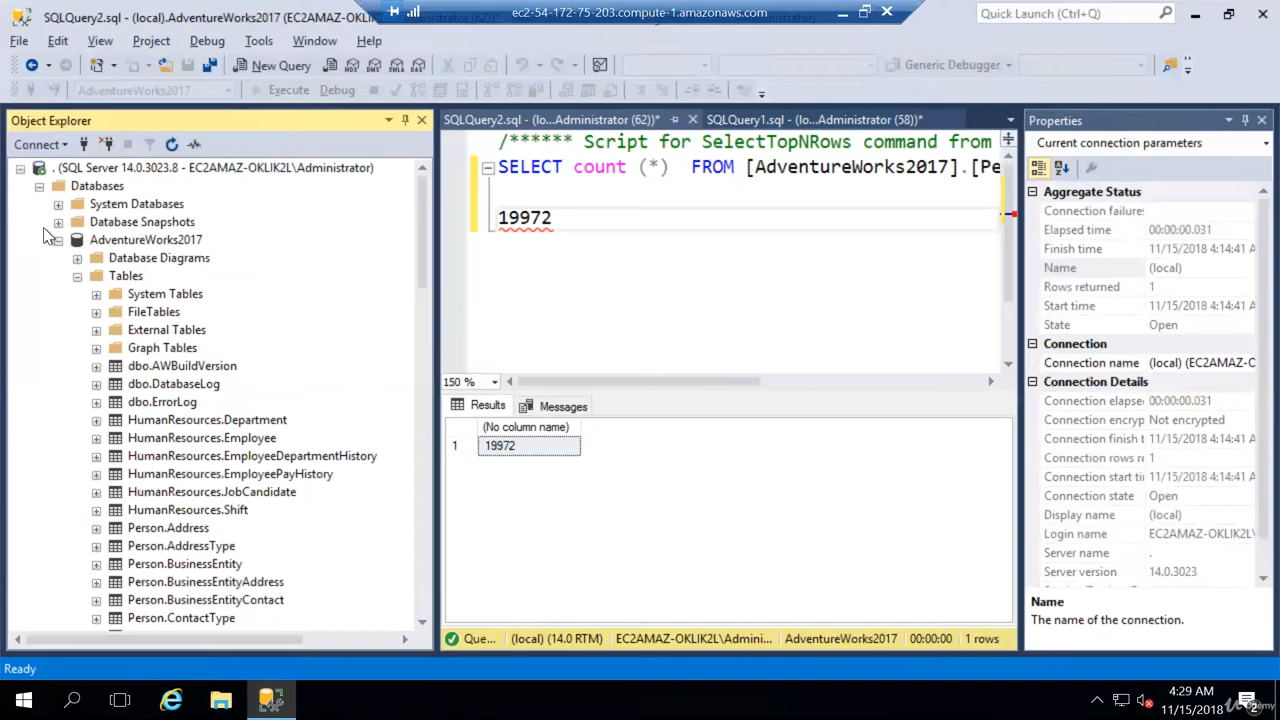 SQLQuery2.sql - (local).AdventureWorks2017 (EC2AMAZ-OKLIK2L\
ec2-54-172-75-203.compute-1.amazonaws.com
Quick Launch (Ctrl+Q)
File Edit View Project Debug Tools Window Help
New Query
MDX DMX XMLA DAX
Generic Debugger
AdventureWorks2017
Execute Debug
Object Explorer
Connect
. (SQL Server 14.0.3023.8 - EC2AMAZ-OKLIK2L\Administrator)
Databases
System Databases
Database Snapshots
AdventureWorks2017
Database Diagrams
Tables
System Tables
FileTables
External Tables
Graph Tables
dbo.AWBuildVersion
dbo.DatabaseLog
dbo.ErrorLog
HumanResources.Department
HumanResources.Employee
HumanResources.EmployeeDepartmentHistory
HumanResources.EmployeePayHistory
HumanResources.JobCandidate
HumanResources.Shift
Person.Address
Person.AddressType
Person.BusinessEntity
Person.BusinessEntityAddress
Person.BusinessEntityContact
Person.ContactType
SQLQuery2.sql - (lo...Administrator (62))* SQLQuery1.sql - (lo...Administrator (58))*
/****** Script for SelectTopNRows command from
SELECT count (*) FROM [AdventureWorks2017].[Pe
19972
150 %
Results Messages
(No column name)
1 19972
Que... (local) (14.0 RTM) EC2AMAZ-OKLIK2L\Admini... AdventureWorks2017 00:00:00 1 rows
Properties
Current connection parameters
Aggregate Status
Connection failures
Elapsed time 00:00:00.031
Finish time 11/15/2018 4:14:41 A
Name (local)
Rows returned 1
Start time 11/15/2018 4:14:41 A
State Open
Connection
Connection name (local) (EC2AMAZ-O
Connection Details
Connection elapse 00:00:00.031
Connection encryp Not encrypted
Connection finish t 11/15/2018 4:14:41 A
Connection rows r 1
Connection start ti 11/15/2018 4:14:41 A
Connection state Open
Display name (local)
Login name EC2AMAZ-OKLIK2L\
Server name .
Server version 14.0.3023
Name
The name of the connection.
Ready
4:29 AM
11/15/2018
2
Udemy